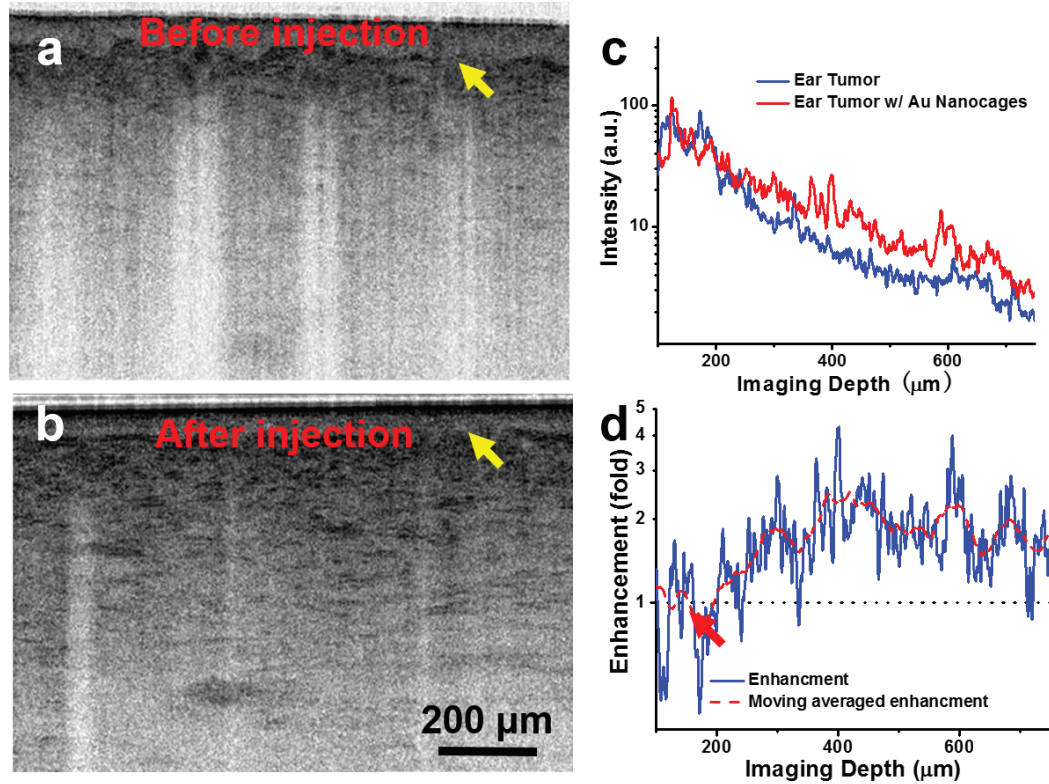 a
Before injection
b
After injection
200 µm
c
Ear Tumor
Ear Tumor w/ Au Nanocages
Intensity (a.u.)
100
10
200
400
600
Imaging Depth (µm)
d
Enhancement (fold)
5
4
3
2
1
Enhancment
Moving averaged enhancment
200
400
600
Imaging Depth (µm)